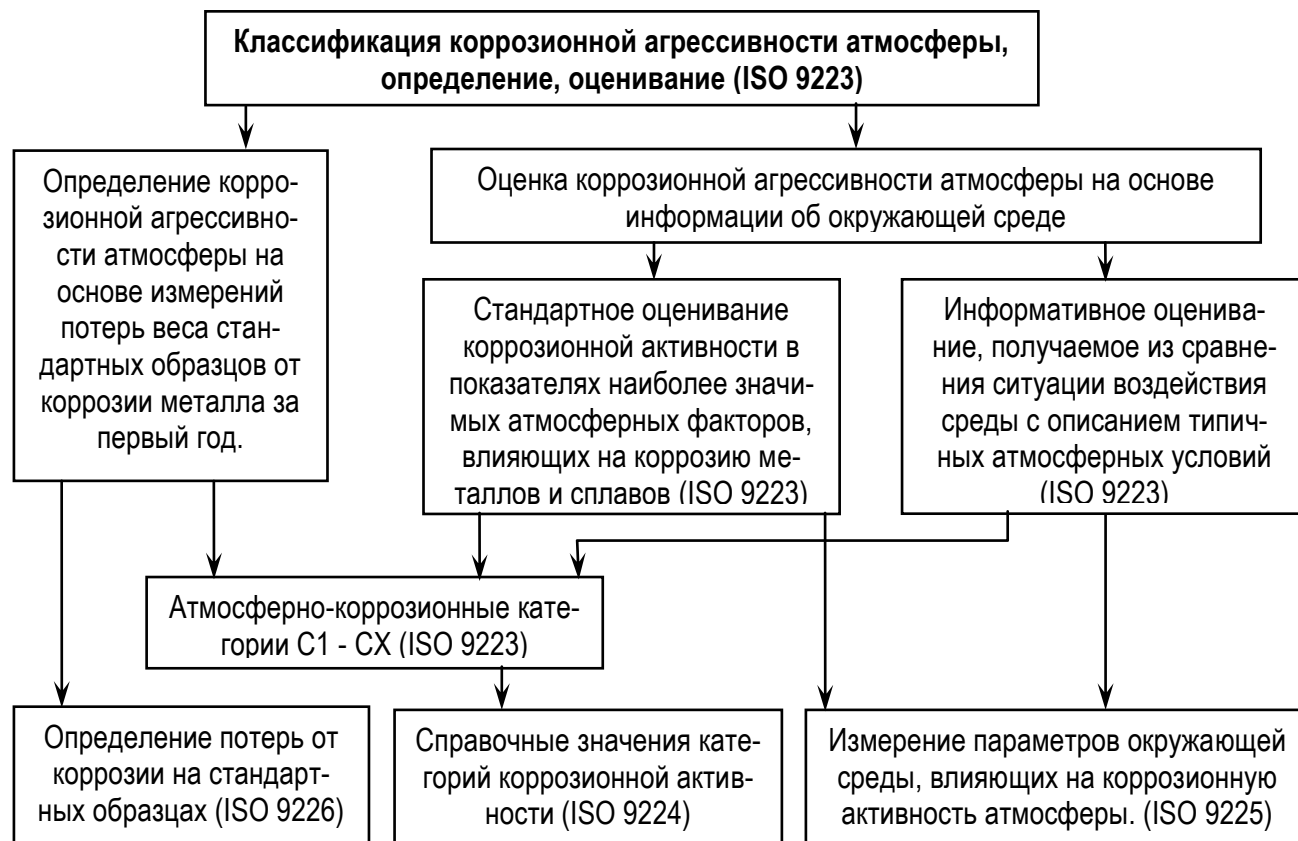 Классификация коррозионной агрессивности атмосферы,
определение, оценивание (ISO 9223)
Определение корро-
зионной агрессивно-
сти атмосферы на
основе измерений
потерь веса стан-
дартных образцов от
коррозии металла за
первый год.
Оценка коррозионной агрессивности атмосферы на основе
информации об окружающей среде
Стандартное оценивание
коррозионной активности в
показателях наиболее значи-
мых атмосферных факторов,
влияющих на коррозию ме-
таллов и сплавов (ISO 9223)
Информативное оценива-
ние, получаемое из сравне-
ния ситуации воздействия
среды с описанием типич-
ных атмосферных условий
(ISO 9223)
Атмосферно-коррозионные кате-
гории С1 - СХ (ISO 9223)
Определение потерь от
коррозии на стандарт-
ных образцах (ISO 9226)
Справочные значения кате-
горий коррозионной актив-
ности (ISO 9224)
Измерение параметров окружающей
среды, влияющих на коррозионную
активность атмосферы. (ISO 9225)